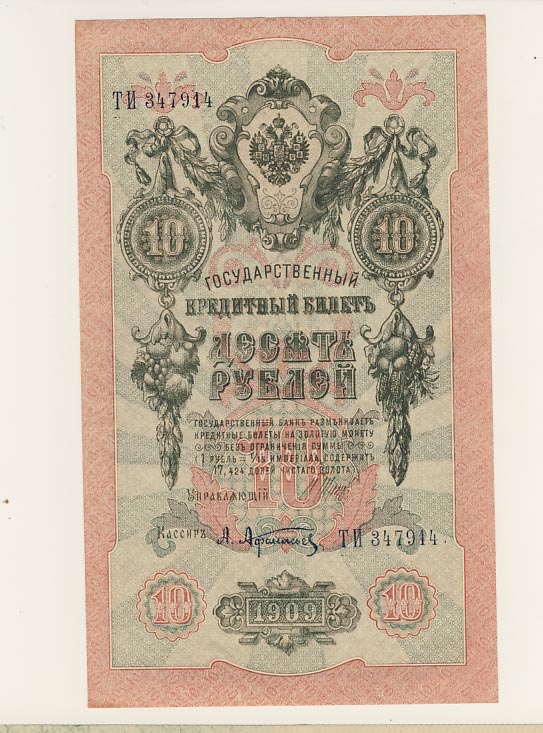 ТИ 347914
10 10
ГОСУДАРСТВЕННЫЙ
КРЕДИТНЫЙ БИЛЕТЪ
ДЕСЯТЬ
РУБЛЕЙ
ГОСУДАРСТВЕННЫЙ БАНКЪ РАЗМѢНИВАЕТЪ
КРЕДИТНЫЕ БИЛЕТЫ НА ЗОЛОТУЮ МОНЕТУ
БЕЗЪ ОГРАНИЧЕНІЯ СУММЫ
(1 РУБЛЬ = 1/15 ИМПЕРІАЛА, СОДЕРЖИТЪ
17,424 ДОЛЕЙ ЧИСТАГО ЗОЛОТА)
10
УПРАВЛЯЮЩІЙ
КАССИРЪ А. Афанасьев ТИ 347914
10 1909 10